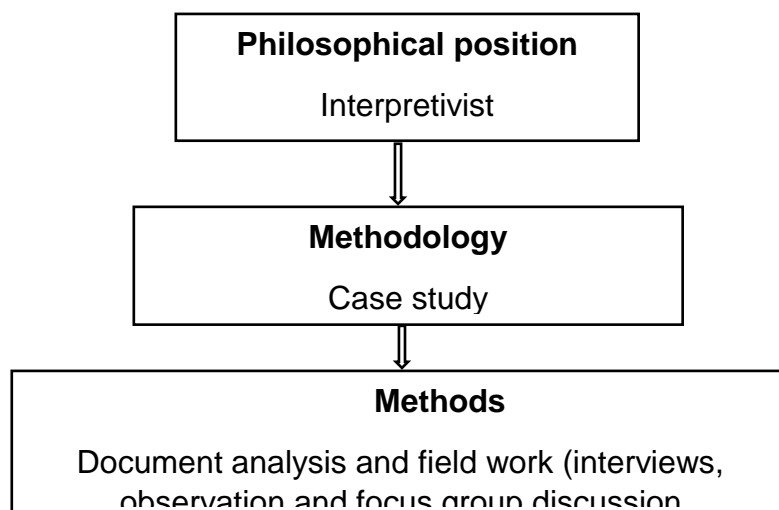 Philosophical position
Interpretivist
Methodology
Case study
Methods
Document analysis and field work (interviews,
observation and focus group discussion